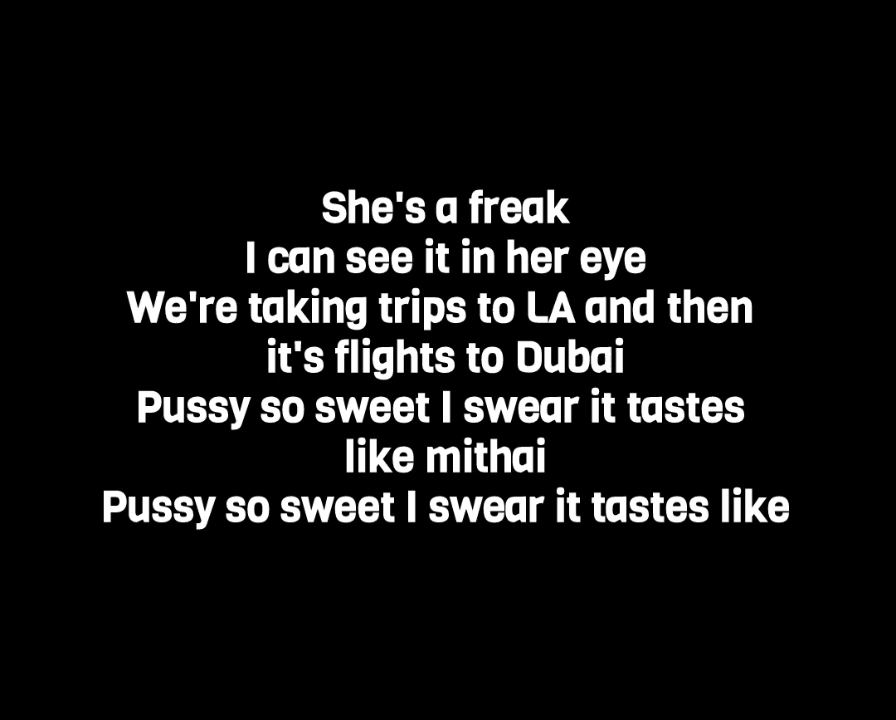 She's a freak
I can see it in her eye
We're taking trips to LA and then
it's flights to Dubai
Pussy so sweet I swear it tastes
like mithai
Pussy so sweet I swear it tastes like